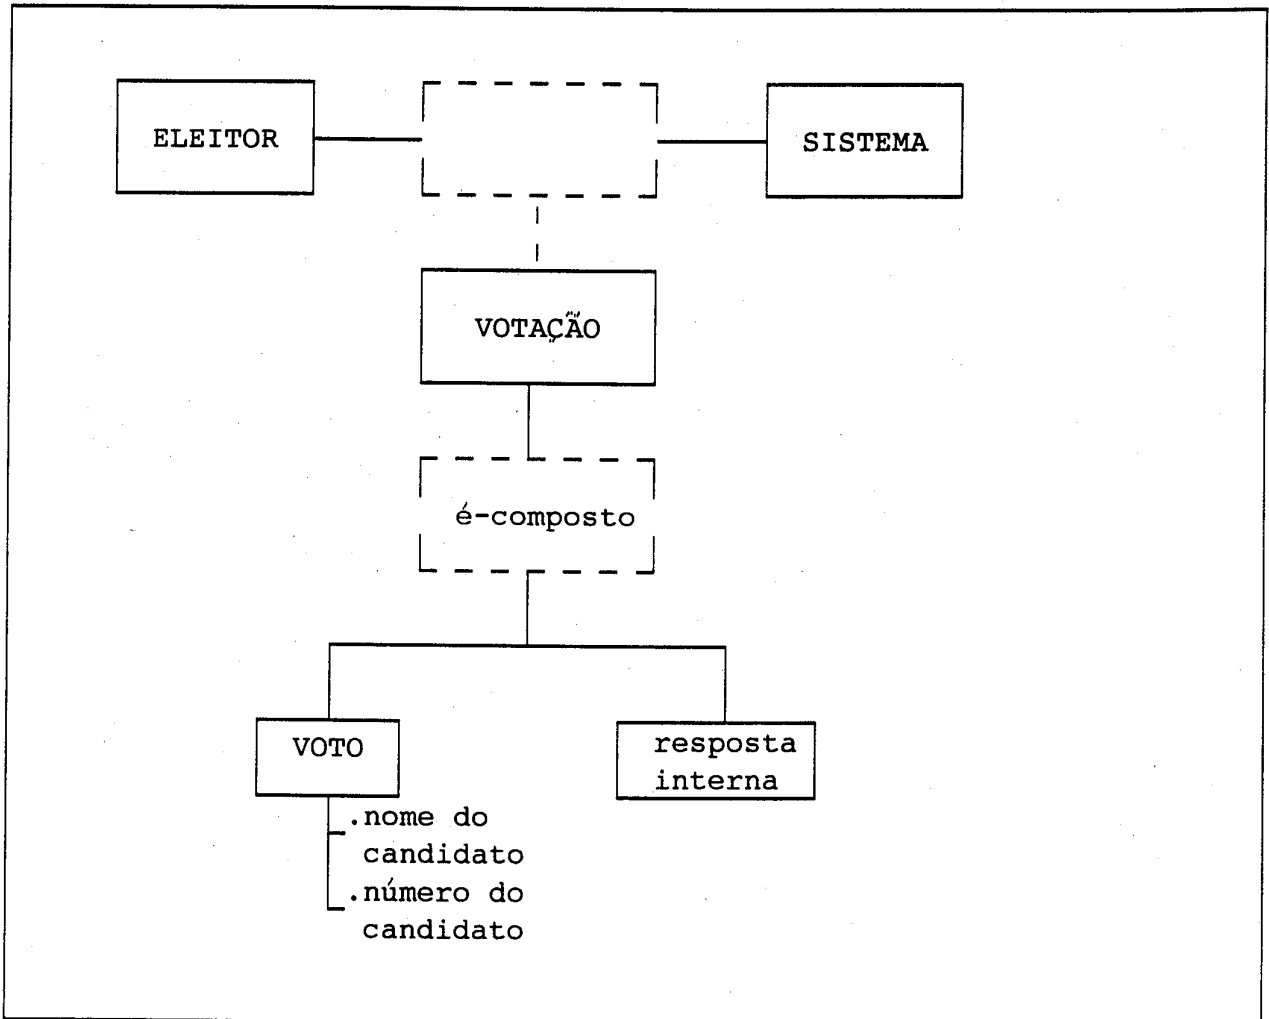 ELEITOR
SISTEMA
VOTAÇÃO
é-composto
VOTO
resposta
interna
.nome do
candidato
.número do
candidato